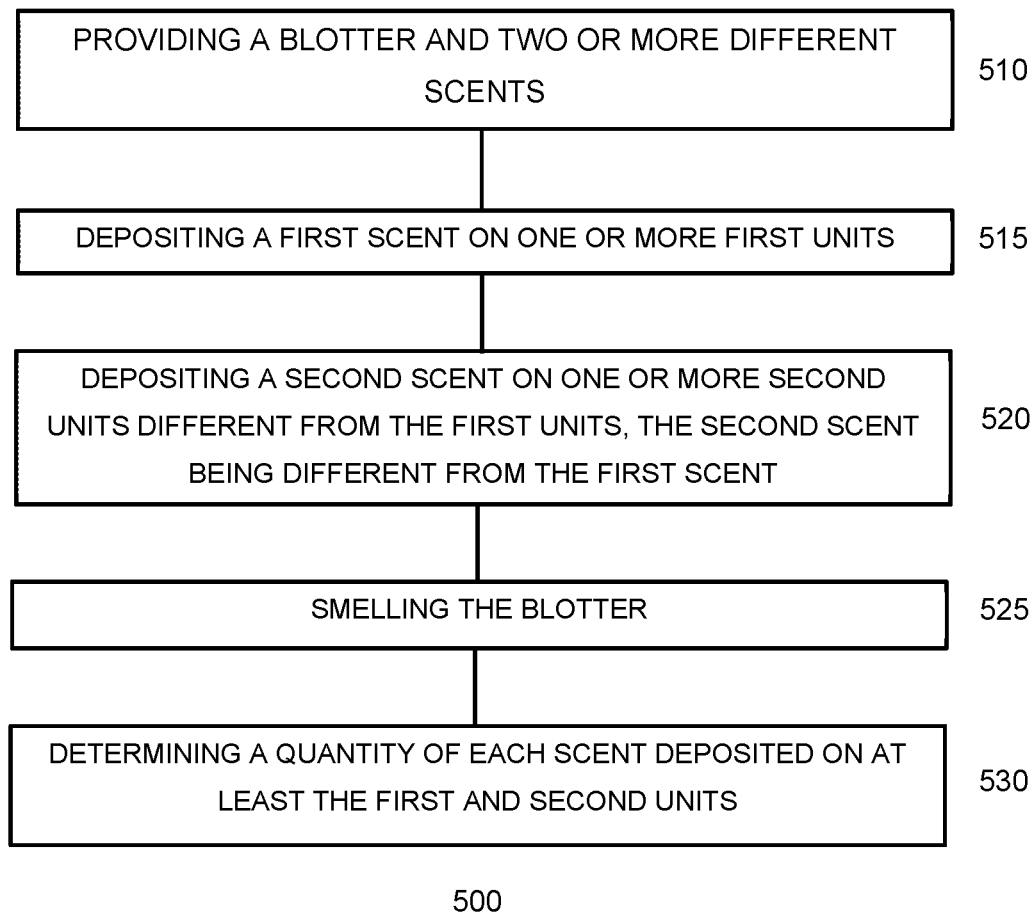 PROVIDING A BLOTTER AND TWO OR MORE DIFFERENT
SCENTS
510
DEPOSITING A FIRST SCENT ON ONE OR MORE FIRST UNITS
515
DEPOSITING A SECOND SCENT ON ONE OR MORE SECOND
UNITS DIFFERENT FROM THE FIRST UNITS, THE SECOND SCENT
BEING DIFFERENT FROM THE FIRST SCENT
520
SMELLING THE BLOTTER
525
DETERMINING A QUANTITY OF EACH SCENT DEPOSITED ON AT
LEAST THE FIRST AND SECOND UNITS
530
500